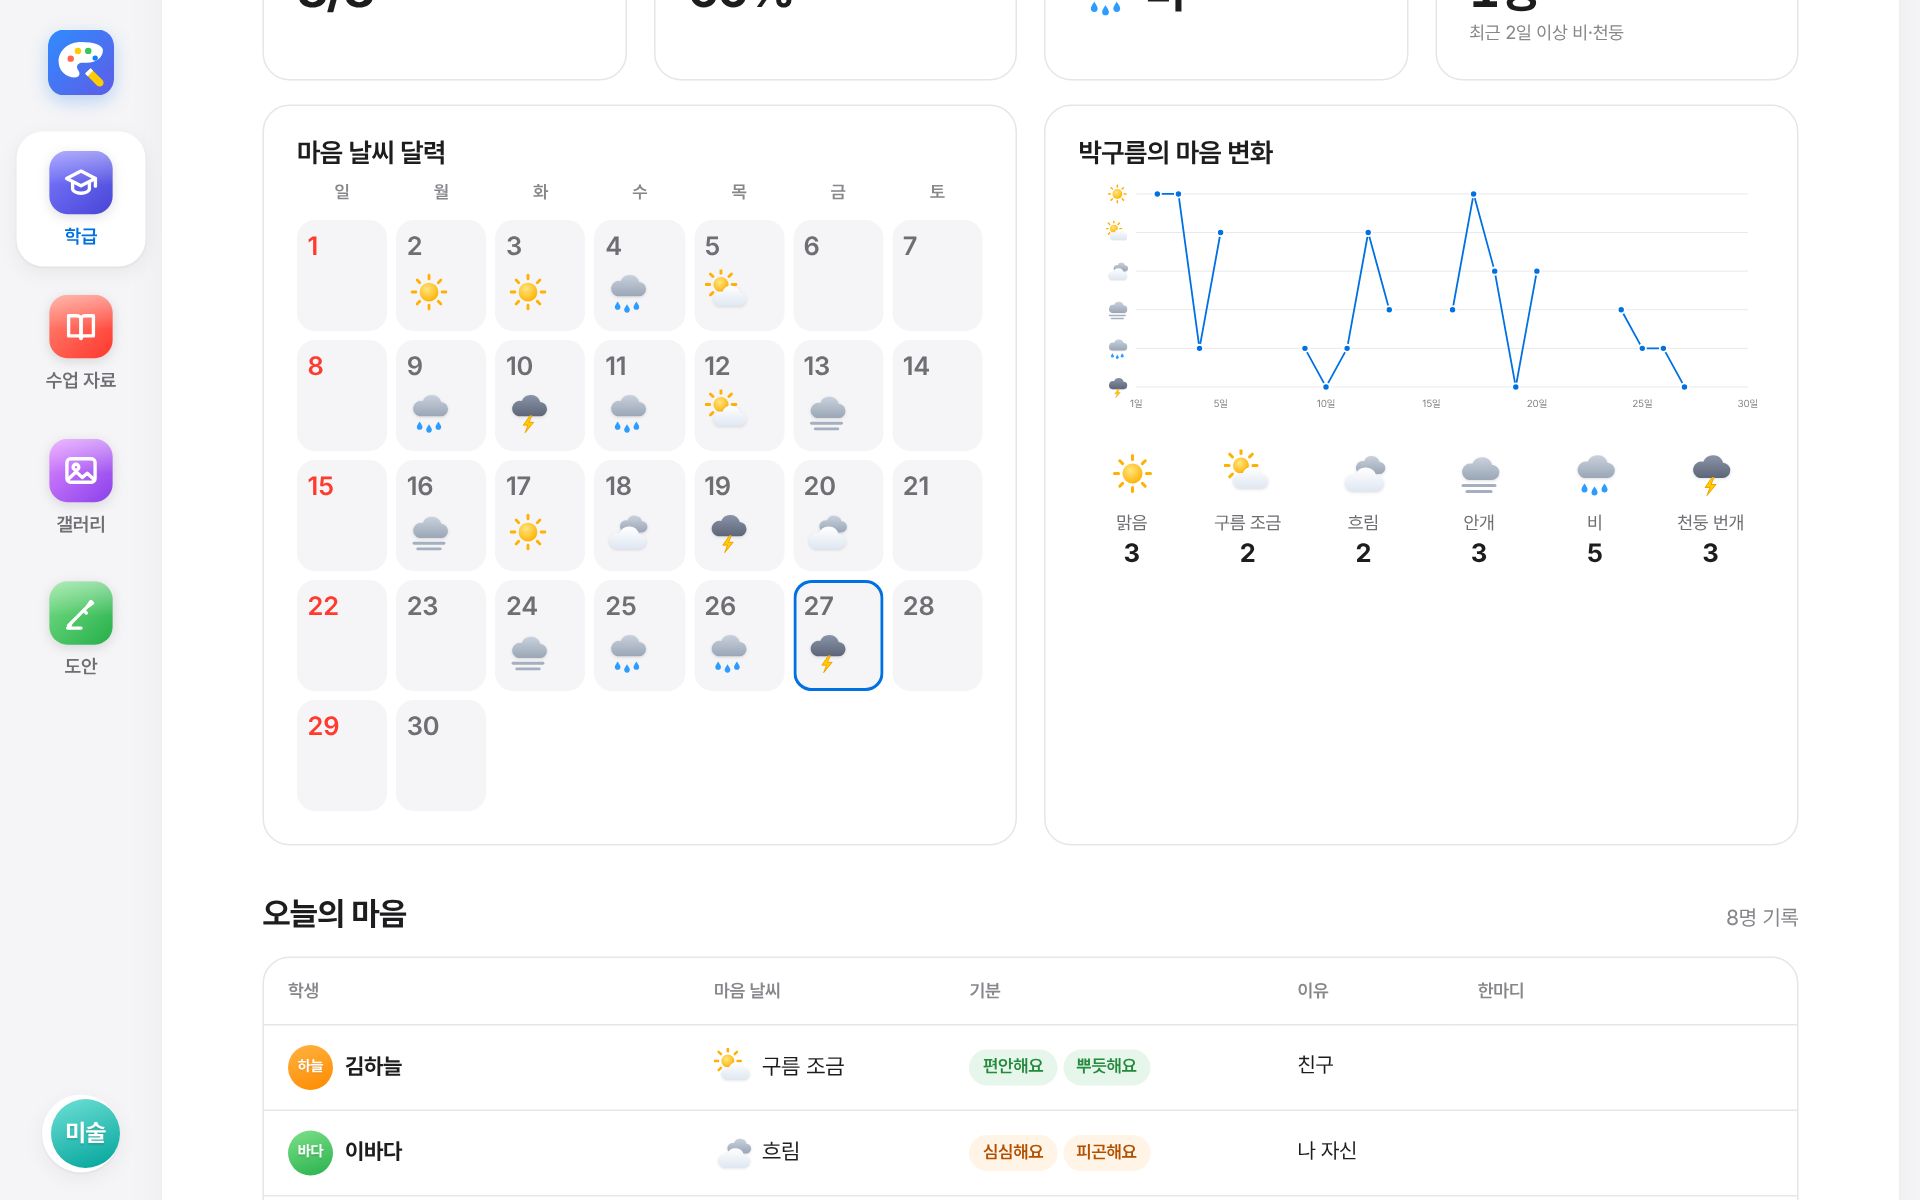 최근 2일 이상 비·천둥
학급
수업 자료
갤러리
도안
미술
마음 날씨 달력
일 월 화 수 목 금 토
1 2 3 4 5 6 7
8 9 10 11 12 13 14
15 16 17 18 19 20 21
22 23 24 25 26 27 28
29 30
박구름의 마음 변화
1일 5일 10일 15일 20일 25일 30일
맑음 구름 조금 흐림 안개 비 천둥 번개
3 2 2 3 5 3
오늘의 마음
8명 기록
학생 마음 날씨 기분 이유 한마디
하늘 김하늘 구름 조금 편안해요 뿌듯해요 친구
바다 이바다 흐림 심심해요 피곤해요 나 자신